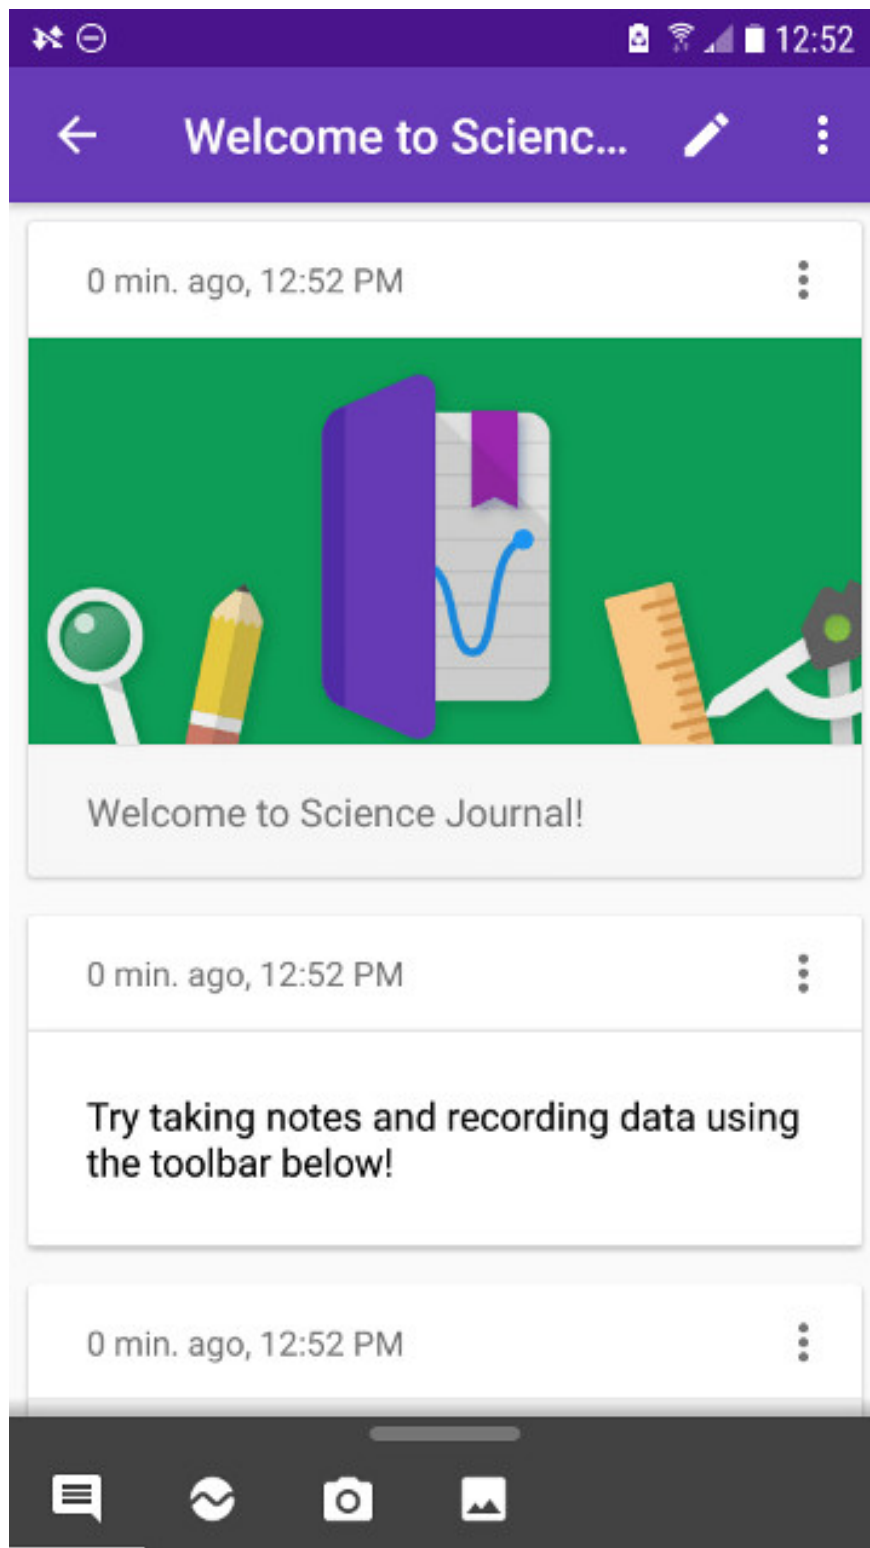 12:52
Welcome to Scienc...
0 min. ago, 12:52 PM
Welcome to Science Journal!
0 min. ago, 12:52 PM
Try taking notes and recording data using
the toolbar below!
0 min. ago, 12:52 PM